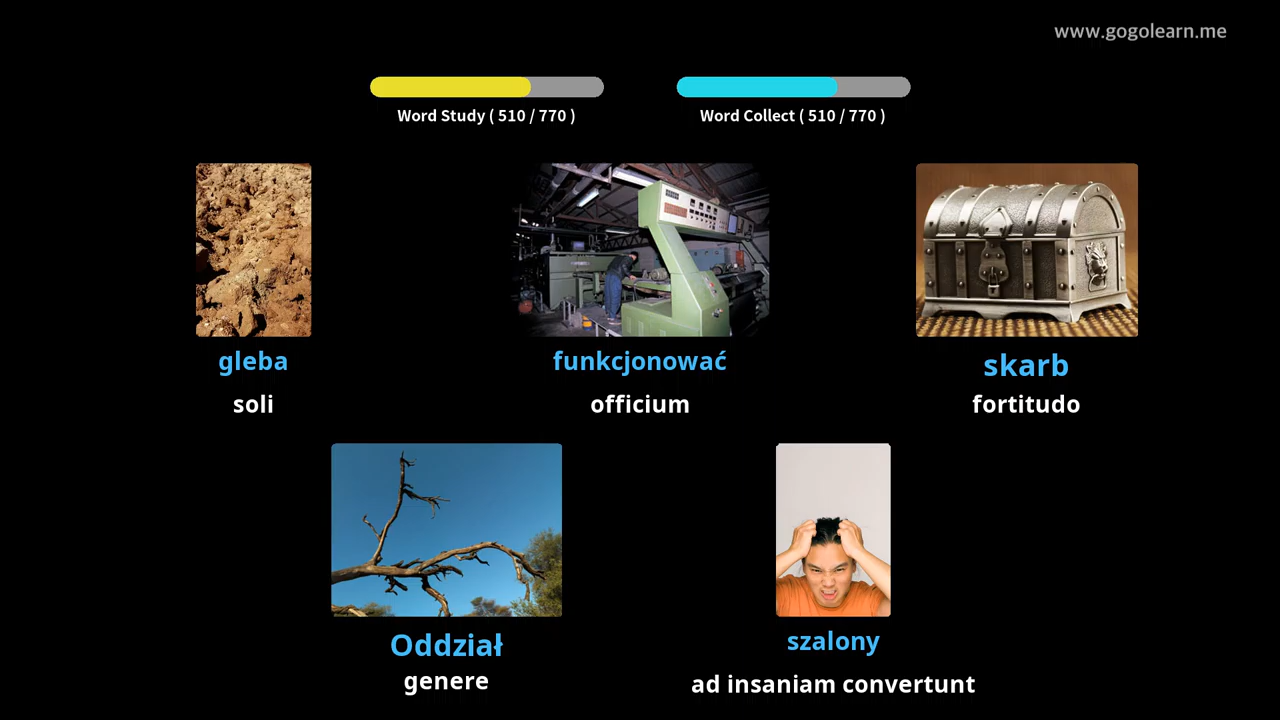 www.gogolearn.me
Word Study ( 510 / 770 )
Word Collect ( 510 / 770 )
gleba
soli
funkcjonować
officium
skarb
fortitudo
Oddział
genere
szalony
ad insaniam convertunt